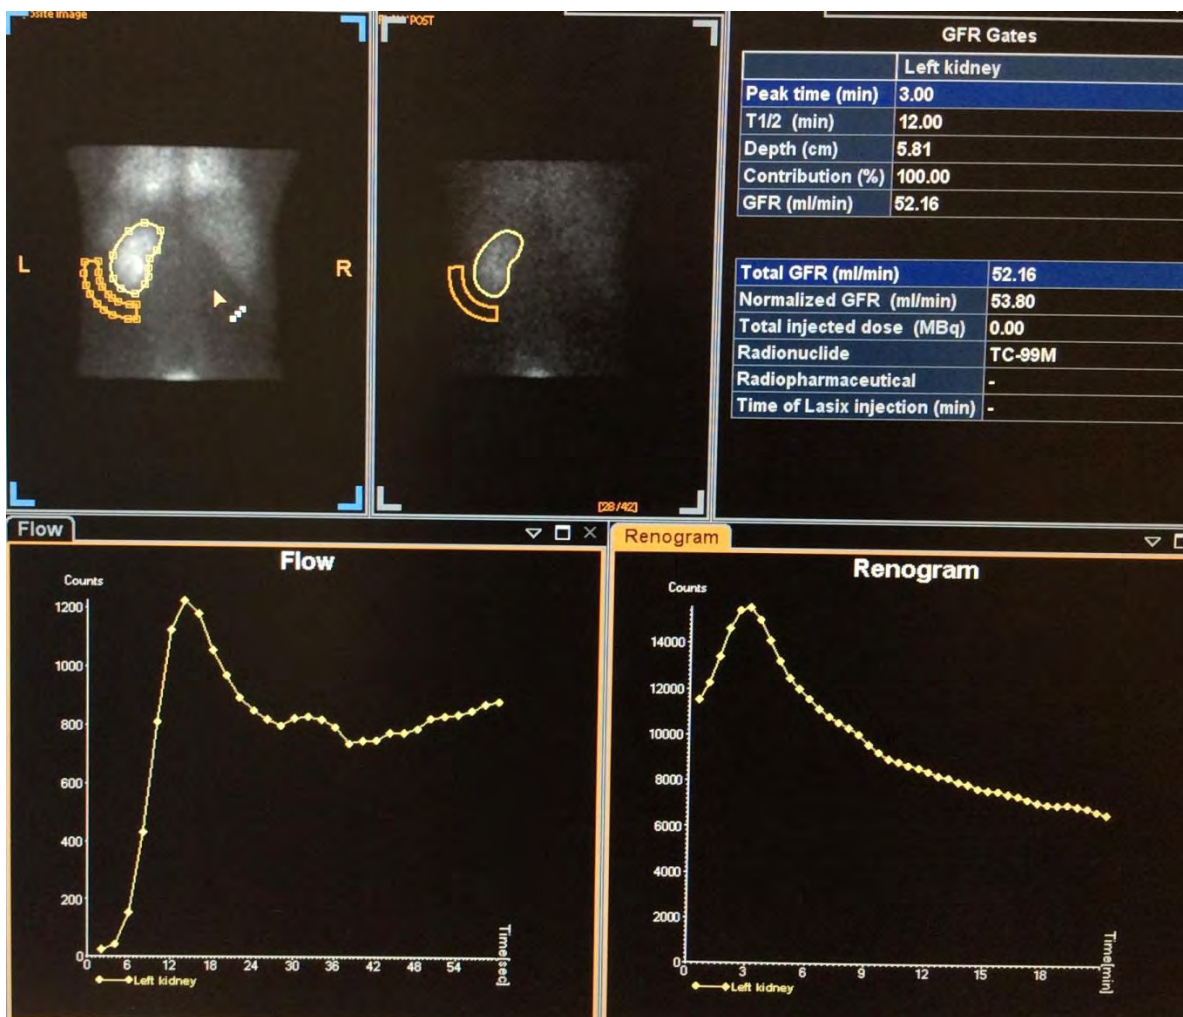 posite image
POST
GFR Gates
Left kidney
Peak time (min) 3.00
T1/2 (min) 12.00
Depth (cm) 5.81
Contribution (%) 100.00
GFR (ml/min) 52.16
L
R
Total GFR (ml/min) 52.16
Normalized GFR (ml/min) 53.80
Total injected dose (MBq) 0.00
Radionuclide TC-99M
Radiopharmaceutical -
Time of Lasix injection (min) -
[28/42]
Flow
Flow
Counts
1200
1000
800
600
400
200
0
0 6 12 18 24 30 36 42 48 54
Time[sec]
Left kidney
Renogram
Renogram
Counts
14000
12000
10000
8000
6000
4000
2000
0
0 3 6 9 12 15 18
Time[min]
Left kidney